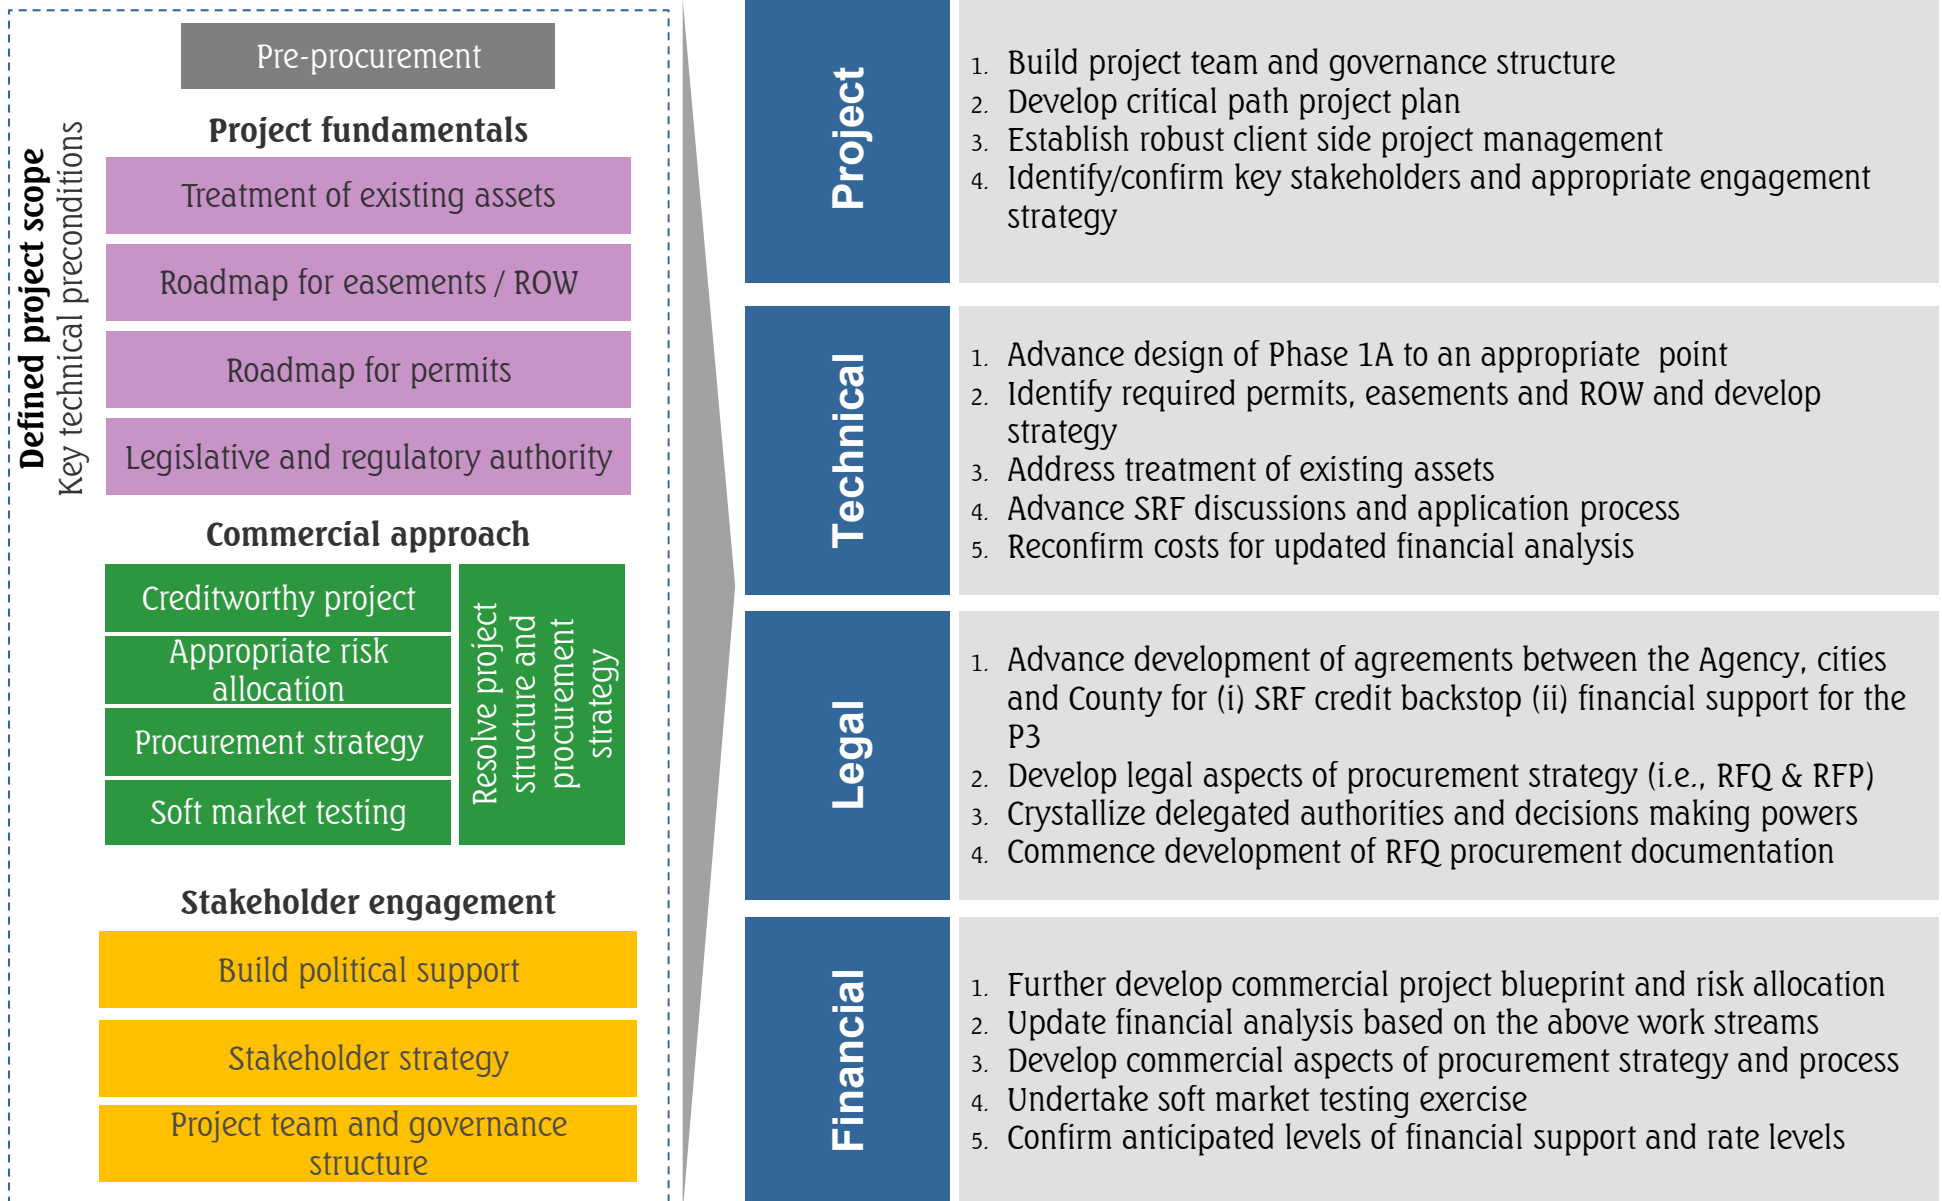 Pre-procurement
Defined project scope
Key technical preconditions
Project fundamentals
Treatment of existing assets
Roadmap for easements / ROW
Roadmap for permits
Legislative and regulatory authority
Commercial approach
Creditworthy project
Appropriate risk
allocation
Procurement strategy
Soft market testing
Resolve project
structure and
procurement
strategy
Stakeholder engagement
Build political support
Stakeholder strategy
Project team and governance
structure
Project
1. Build project team and governance structure
2. Develop critical path project plan
3. Establish robust client side project management
4. Identify/confirm key stakeholders and appropriate engagement
strategy
Technical
1. Advance design of Phase 1A to an appropriate  point
2. Identify required permits, easements and ROW and develop
strategy
3. Address treatment of existing assets
4. Advance SRF discussions and application process
5. Reconfirm costs for updated financial analysis
Legal
1. Advance development of agreements between the Agency, cities
and County for (i) SRF credit backstop (ii) financial support for the
P3
2. Develop legal aspects of procurement strategy (i.e., RFQ & RFP)
3. Crystallize delegated authorities and decisions making powers
4. Commence development of RFQ procurement documentation
Financial
1. Further develop commercial project blueprint and risk allocation
2. Update financial analysis based on the above work streams
3. Develop commercial aspects of procurement strategy and process
4. Undertake soft market testing exercise
5. Confirm anticipated levels of financial support and rate levels